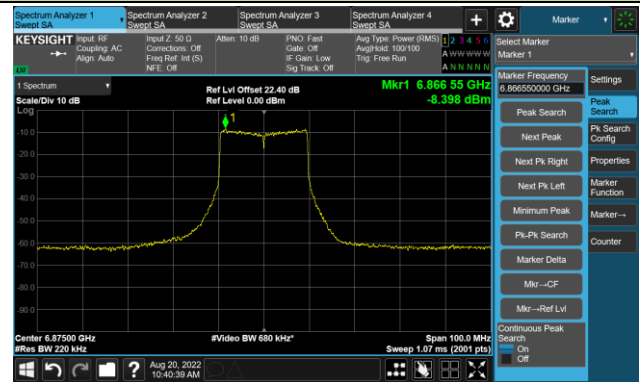 Spectrum Analyzer 1
Swept SA
Spectrum Analyzer 2
Swept SA
Spectrum Analyzer 3
Swept SA
Spectrum Analyzer 4
Swept SA
+
Marker
KEYSIGHT
Input: RF
Coupling: AC
Align: Auto
Input Z: 50 Ω
Corrections: Off
Freq Ref: Int (S)
NFE: Off
Atten: 10 dB
PNO: Fast
Gate: Off
IF Gain: Low
Sig Track: Off
Avg Type: Power (RMS)
Avg|Hold: 100/100
Trig: Free Run
1 2 3 4 5 6
A W W W W W
A N N N N N
LXI
Select Marker
Marker 1
1 Spectrum
Scale/Div 10 dB
Log
Ref Lvl Offset 22.40 dB
Ref Level 0.00 dBm
Mkr1 6.866 55 GHz
-8.398 dBm
1
-10.0
-20.0
-30.0
-40.0
-50.0
-60.0
-70.0
-80.0
-90.0
Center 6.87500 GHz
#Res BW 220 kHz
#Video BW 680 kHz*
Span 100.0 MHz
Sweep 1.07 ms (2001 pts)
Marker Frequency
6.866550000 GHz
Peak Search
Next Peak
Next Pk Right
Next Pk Left
Minimum Peak
Pk-Pk Search
Marker Delta
Mkr→CF
Mkr→Ref Lvl
Continuous Peak
Search
On
Off
Settings
Peak
Search
Pk Search
Config
Properties
Marker
Function
Marker→
Counter
?
Aug 20, 2022
10:40:39 AM